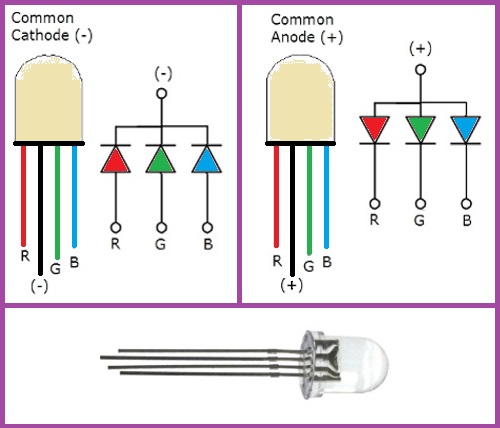 Common
Cathode (-)
(-)
R
G
B
R
G
B
(-)
Common
Anode (+)
(+)
R
G
B
R
G
B
(+)